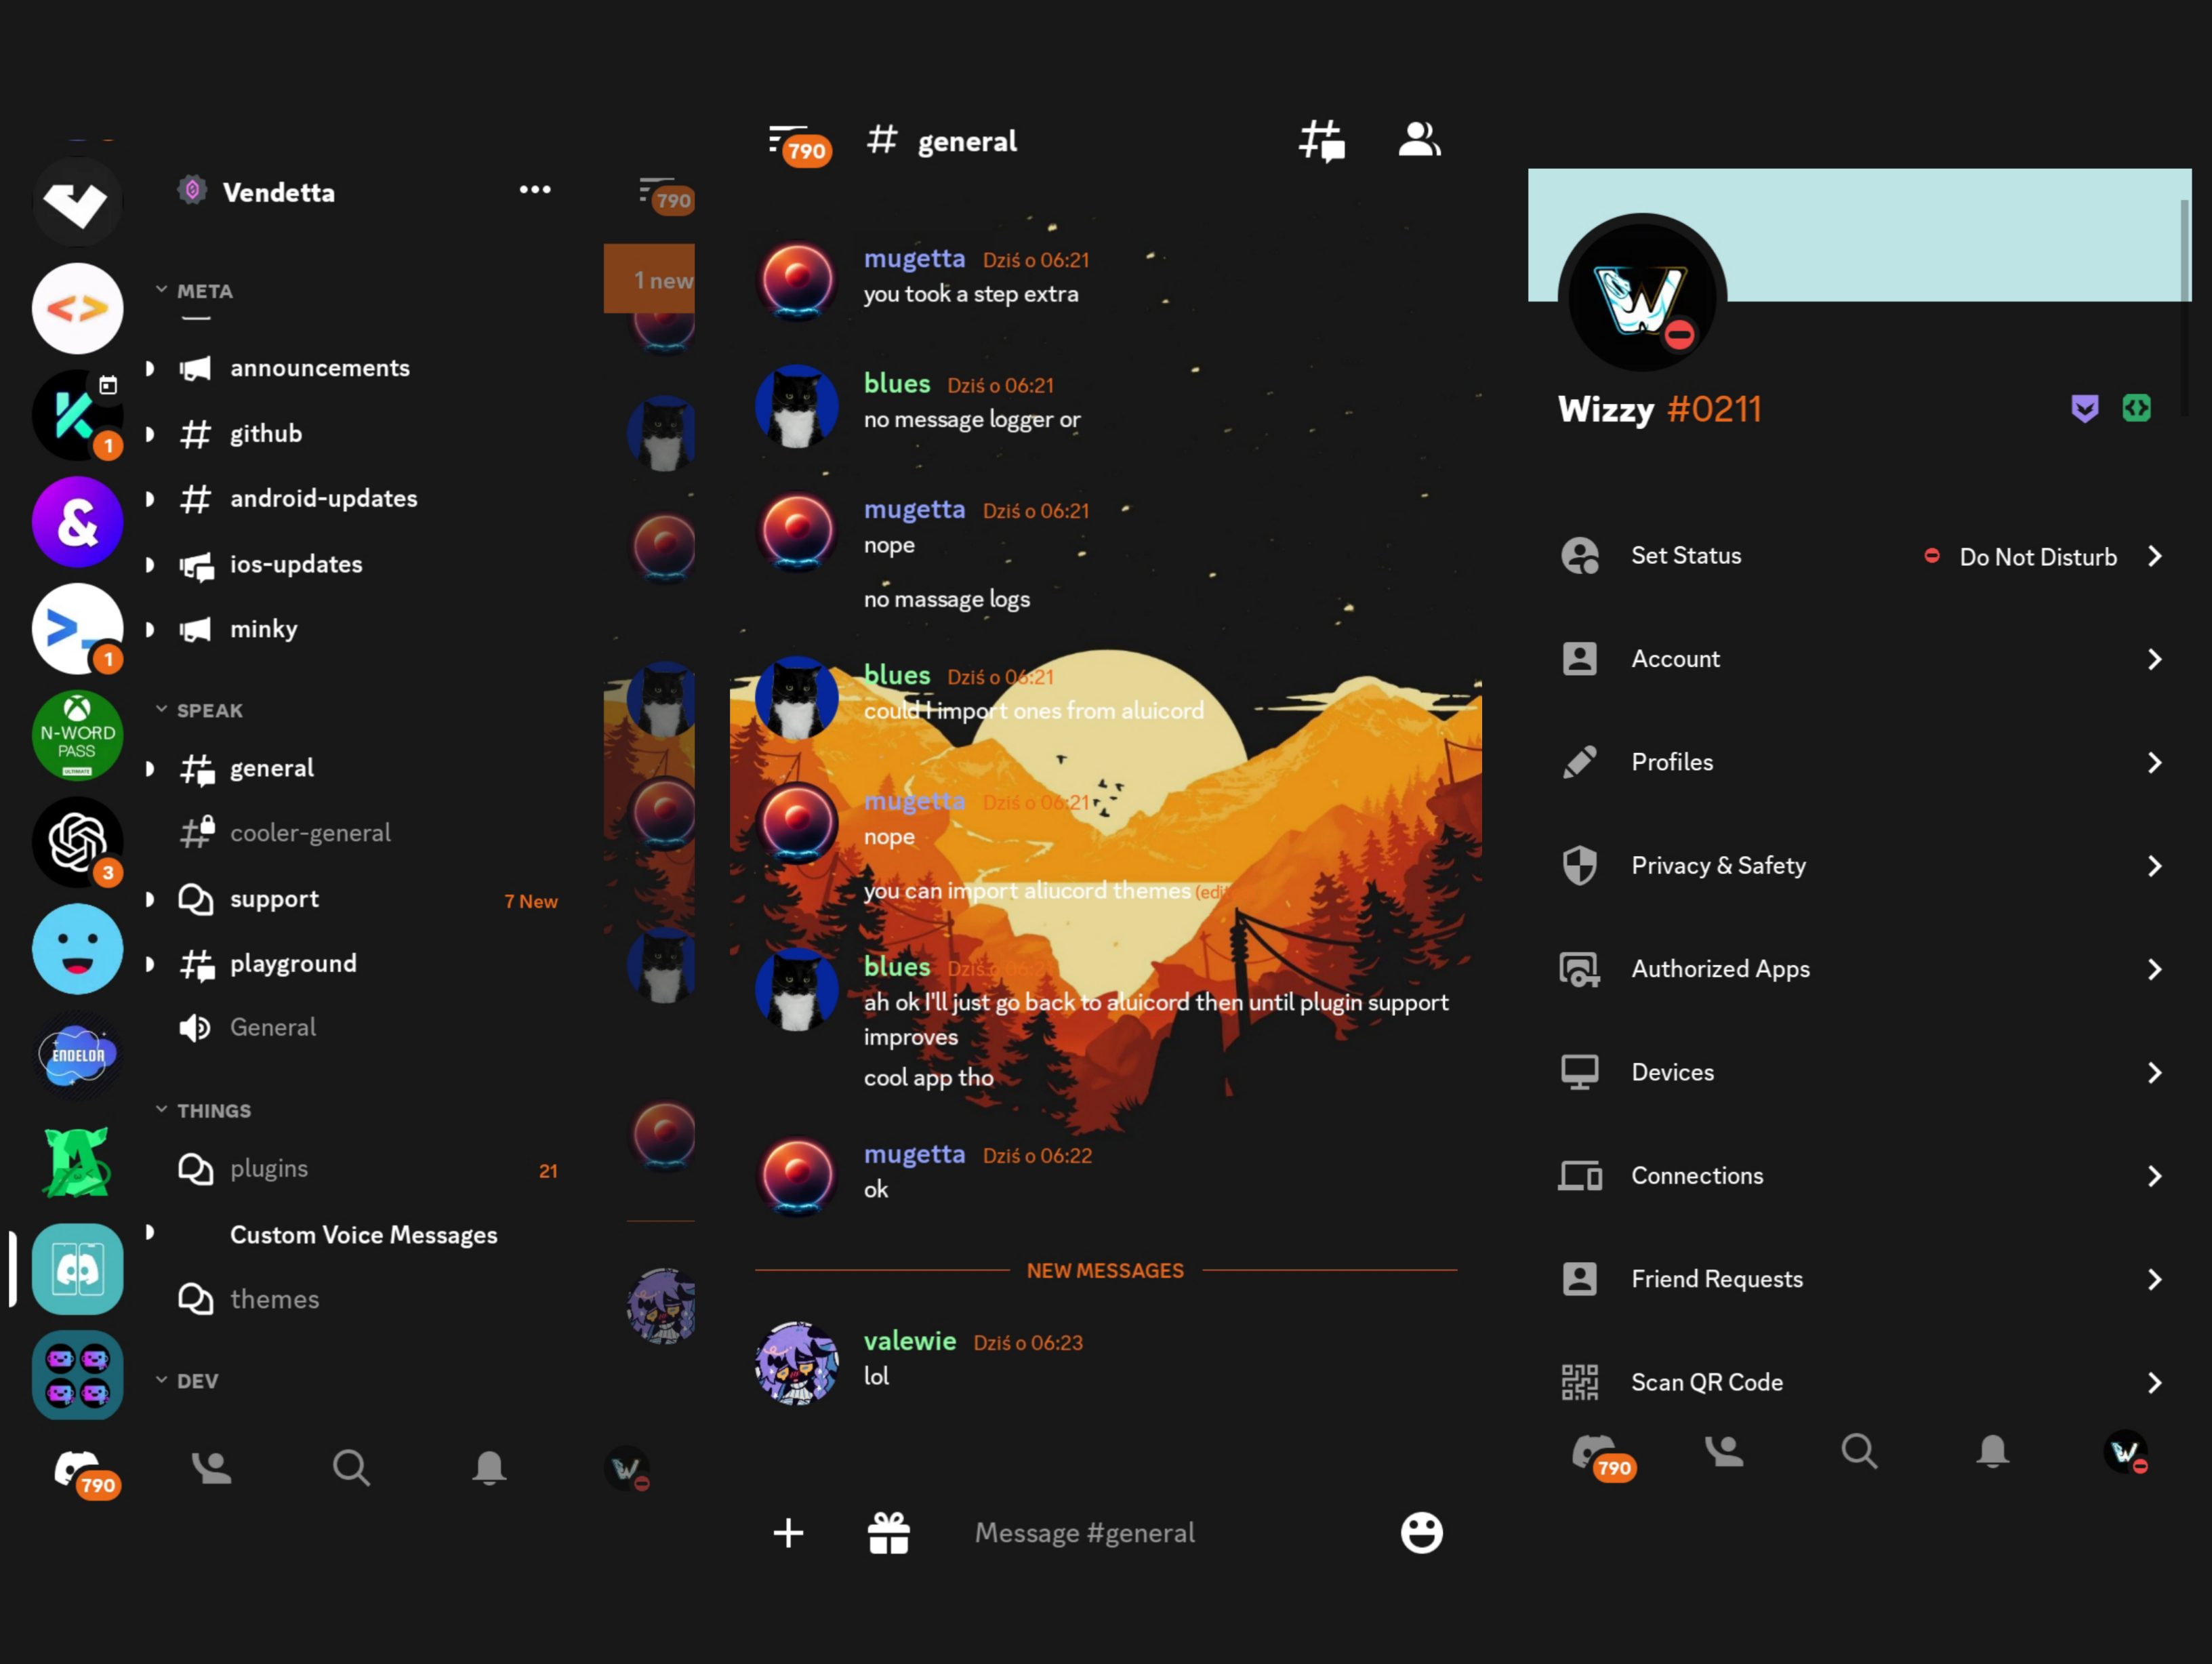 Vendetta
META
announcements
github
android-updates
ios-updates
minky
SPEAK
general
cooler-general
support 7 New
playground
General
THINGS
plugins 21
Custom Voice Messages
themes
DEV
1
1
N-WORD
PASS
ULTIMATE
3
ENDELOR
790
790
1 new
790
general
mugetta Dziś o 06:21
you took a step extra
blues Dziś o 06:21
no message logger or
mugetta Dziś o 06:21
nope
no massage logs
blues Dziś o 06:21
could I import ones from aluicord
mugetta Dziś o 06:21
nope
you can import aliucord themes (edi
blues Dziś o 06:2
ah ok I'll just go back to aluicord then until plugin support
improves
cool app tho
mugetta Dziś o 06:22
ok
NEW MESSAGES
valewie Dziś o 06:23
lol
Message #general
Wizzy #0211
Set Status Do Not Disturb
Account
Profiles
Privacy & Safety
Authorized Apps
Devices
Connections
Friend Requests
Scan QR Code
790